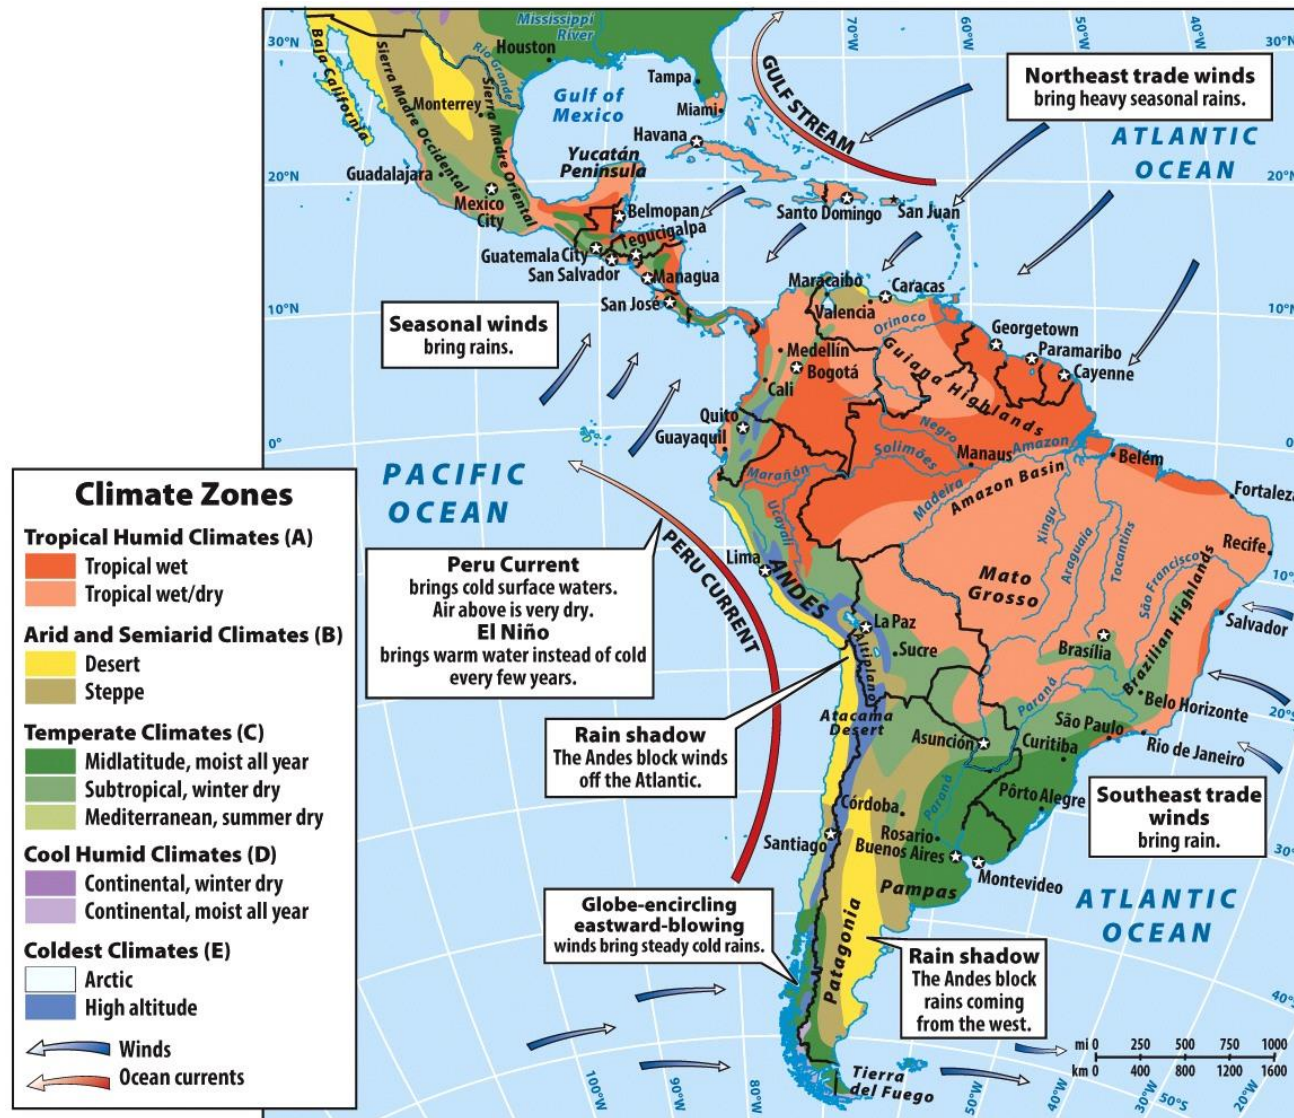 Mississippi
River
30°N
70°W
60°W
50°W
40°W
30°N
Houston
Rio Grande
Baja California
Sierra Madre Occidental
Sierra Madre Oriental
Monterrey
Gulf of
Mexico
Tampa
Miami
GULF STREAM
Northeast trade winds
bring heavy seasonal rains.
ATLANTIC
OCEAN
Havana
Yucatán
Peninsula
Guadalajara
20°N
20°N
Mexico
City
Belmopan
Santo Domingo
San Juan
Tegucigalpa
Guatemala City
San Salvador
Managua
Maracaibo
Caracas
San José
Valencia
10°N
10°N
Orinoco
Seasonal winds
bring rains.
Georgetown
Paramaribo
Cayenne
Medellín
Bogotá
Guiana Highlands
Cali
Quito
Guayaquil
Negro
Solimões
Manaus
Amazon
Belém
0°
0°
PACIFIC
OCEAN
Marañón
Madeira
Amazon Basin
Fortaleza
Ucayali
Xingu
Araguaia
Tocantins
São Francisco
Recife
Lima
ANDES
PERU CURRENT
Mato
Grosso
10°S
Peru Current
brings cold surface waters.
Air above is very dry.
El Niño
brings warm water instead of cold
every few years.
La Paz
Altiplano
Sucre
Brasília
Brazilian Highlands
Salvador
Paraná
Belo Horizonte
20°S
Rain shadow
The Andes block winds
off the Atlantic.
Atacama
Desert
Asunción
São Paulo
Curitiba
Rio de Janeiro
Paraná
Pôrto Alegre
Southeast trade
winds
bring rain.
Córdoba
Santiago
Rosario
Buenos Aires
Montevideo
30°S
Pampas
Globe-encircling
eastward-blowing
winds bring steady cold rains.
Patagonia
Rain shadow
The Andes block
rains coming
from the west.
ATLANTIC
OCEAN
40°S
mi 0 250 500 750 1000
km 0 400 800 1200 1600
Tierra
del Fuego
100°W
90°W
80°W
50°W
40°W
30°W
50°S
20°W
Climate Zones
Tropical Humid Climates (A)
Tropical wet
Tropical wet/dry
Arid and Semiarid Climates (B)
Desert
Steppe
Temperate Climates (C)
Midlatitude, moist all year
Subtropical, winter dry
Mediterranean, summer dry
Cool Humid Climates (D)
Continental, winter dry
Continental, moist all year
Coldest Climates (E)
Arctic
High altitude
Winds
Ocean currents